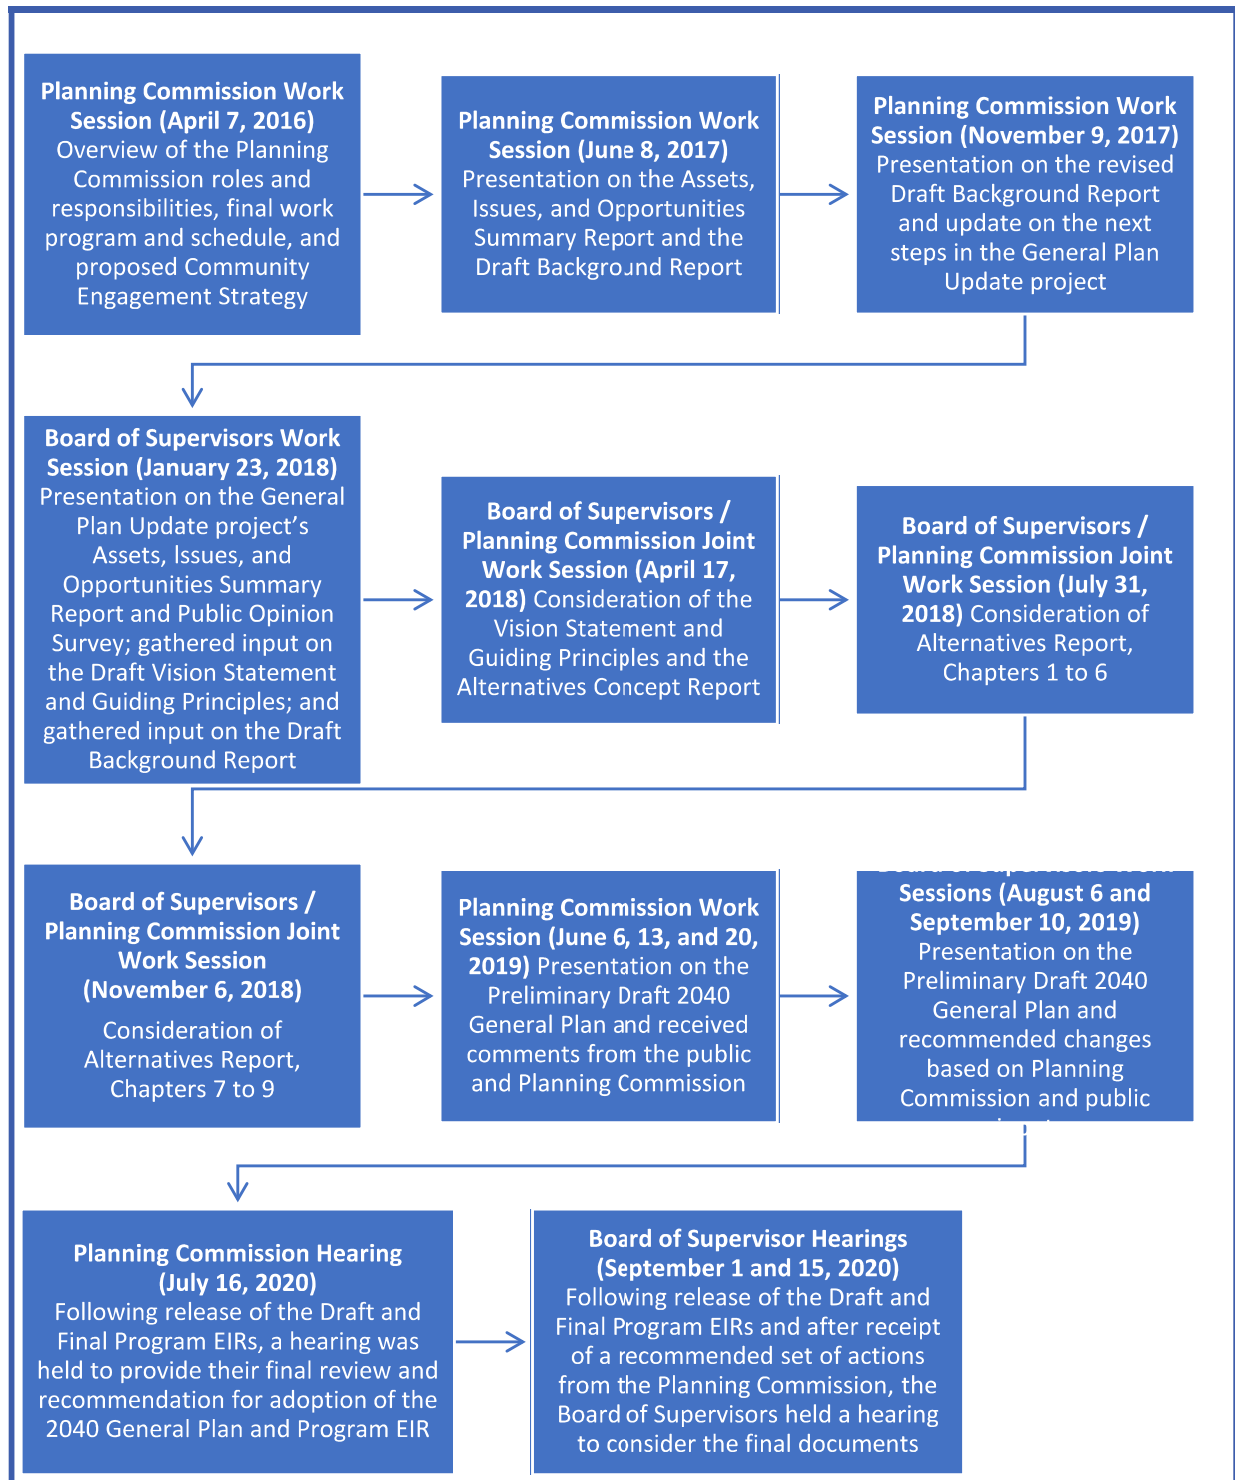 Planning Commission Work
Session (April 7, 2016)
Overview of the Planning
Commission roles and
responsibilities, final work
program and schedule, and
proposed Community
Engagement Strategy
Planning Commission Work
Session (June 8, 2017)
Presentation on the Assets,
Issues, and Opportunities
Summary Report and the
Draft Background Report
Planning Commission Work
Session (November 9, 2017)
Presentation on the revised
Draft Background Report
and update on the next
steps in the General Plan
Update project
Board of Supervisors Work
Session (January 23, 2018)
Presentation on the General
Plan Update project’s
Assets, Issues, and
Opportunities Summary
Report and Public Opinion
Survey; gathered input on
the Draft Vision Statement
and Guiding Principles; and
gathered input on the Draft
Background Report
Board of Supervisors /
Planning Commission Joint
Work Session (April 17,
2018) Consideration of the
Vision Statement and
Guiding Principles and the
Alternatives Concept Report
Board of Supervisors /
Planning Commission Joint
Work Session (July 31,
2018) Consideration of
Alternatives Report,
Chapters 1 to 6
Board of Supervisors /
Planning Commission Joint
Work Session
(November 6, 2018)
Consideration of
Alternatives Report,
Chapters 7 to 9
Planning Commission Work
Session (June 6, 13, and 20,
2019) Presentation on the
Preliminary Draft 2040
General Plan and received
comments from the public
and Planning Commission
Sessions (August 6 and
September 10, 2019)
Presentation on the
Preliminary Draft 2040
General Plan and
recommended changes
based on Planning
Commission and public
Planning Commission Hearing
(July 16, 2020)
Following release of the Draft and
Final Program EIRs, a hearing was
held to provide their final review and
recommendation for adoption of the
2040 General Plan and Program EIR
Board of Supervisor Hearings
(September 1 and 15, 2020)
Following release of the Draft and
Final Program EIRs and after receipt
of a recommended set of actions
from the Planning Commission, the
Board of Supervisors held a hearing
to consider the final documents